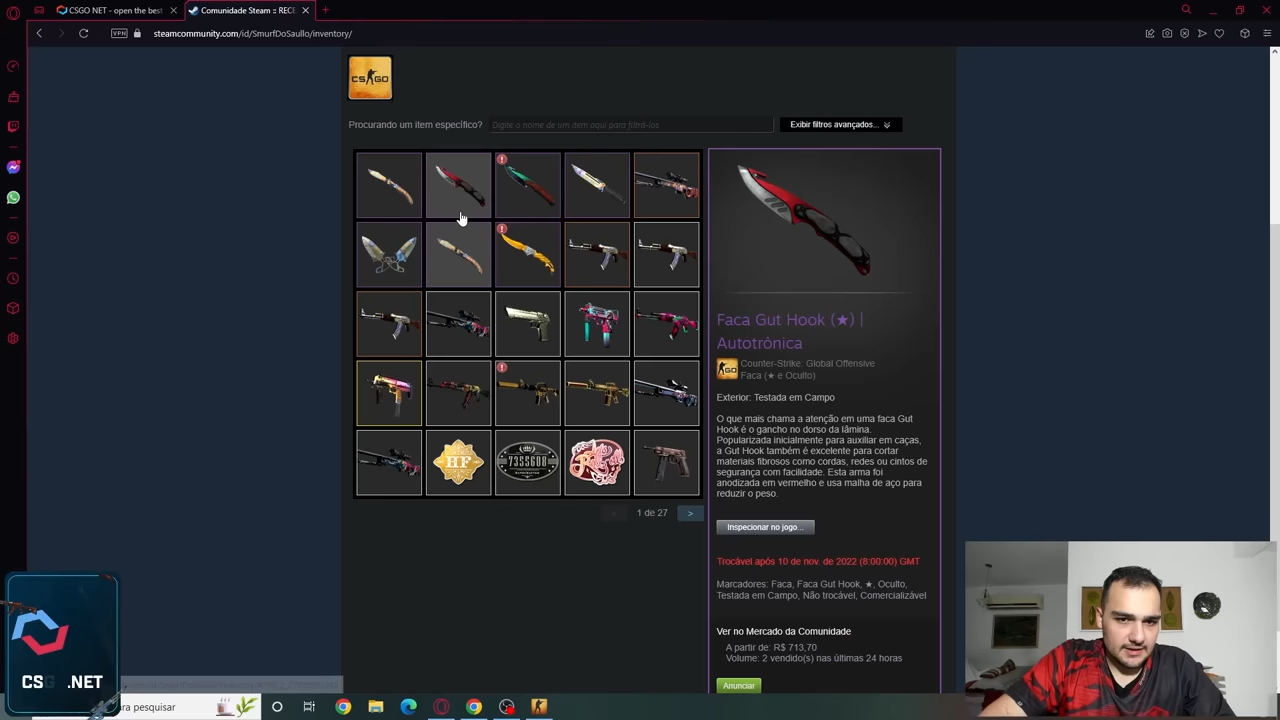 CSGO NET - open the best
Comunidade Steam :: RECE
VPN
steamcommunity.com/id/SmurfDoSaullo/inventory/
CS GO
Procurando um item específico?
Digite o nome de um item aqui para filtrá-los
Exibir filtros avançados...
Faca Gut Hook (★) |
Autotrônica
Counter-Strike: Global Offensive
Faca (★ e Oculto)
Exterior: Testada em Campo
O que mais chama a atenção em uma faca Gut
Hook é o gancho no dorso da lâmina.
Popularizada inicialmente para auxiliar em caças,
a Gut Hook também é excelente para cortar
materiais fibrosos como cordas, redes ou cintos de
segurança com facilidade. Esta arma foi
anodizada em vermelho e usa malha de aço para
reduzir o peso.
HF
7355608
1 de 27
>
Inspecionar no jogo...
Trocável após 10 de nov. de 2022 (8:00:00) GMT
Marcadores: Faca, Faca Gut Hook, ★, Oculto,
Testada em Campo, Não trocável, Comercializável
Ver no Mercado da Comunidade
A partir de: R$ 713,70
Volume: 2 vendido(s) nas últimas 24 horas
Anunciar
CSG .NET
para pesquisar